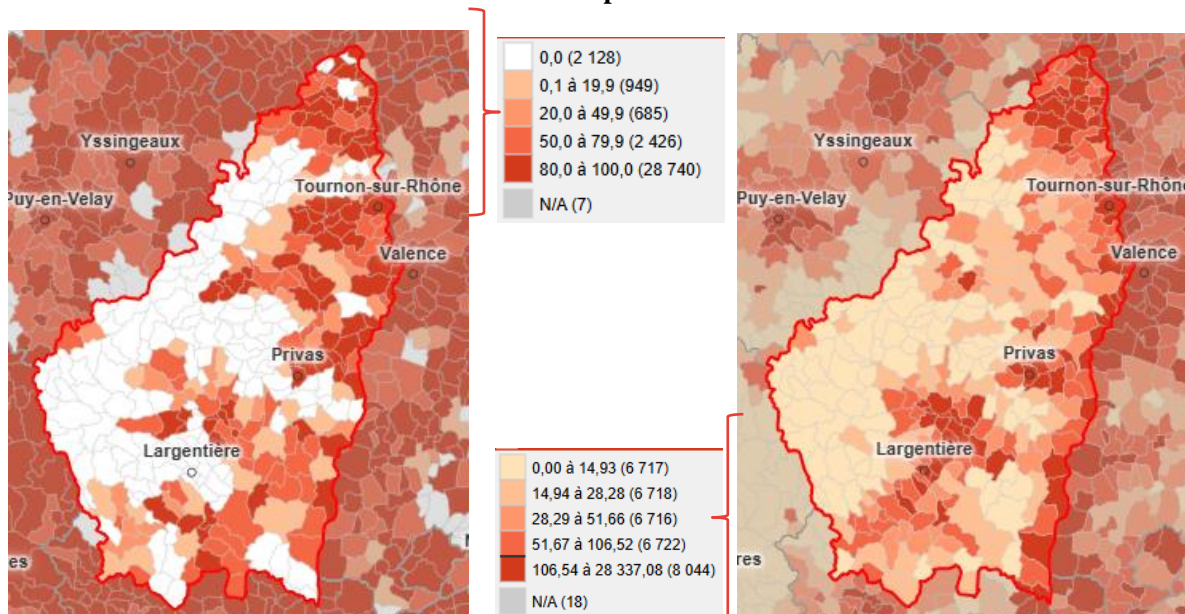 Yssingeaux
Puy-en-Velay
Tournon-sur-Rhône
Valence
Privas
Largentière
es
0,0 (2 128)
0,1 à 19,9 (949)
20,0 à 49,9 (685)
50,0 à 79,9 (2 426)
80,0 à 100,0 (28 740)
N/A (7)
0,00 à 14,93 (6 717)
14,94 à 28,28 (6 718)
28,29 à 51,66 (6 716)
51,67 à 106,52 (6 722)
106,54 à 28 337,08 (8 044)
N/A (18)
Yssingeaux
Puy-en-Velay
Tournon-sur-Rhône
Valence
Privas
Largentière
res